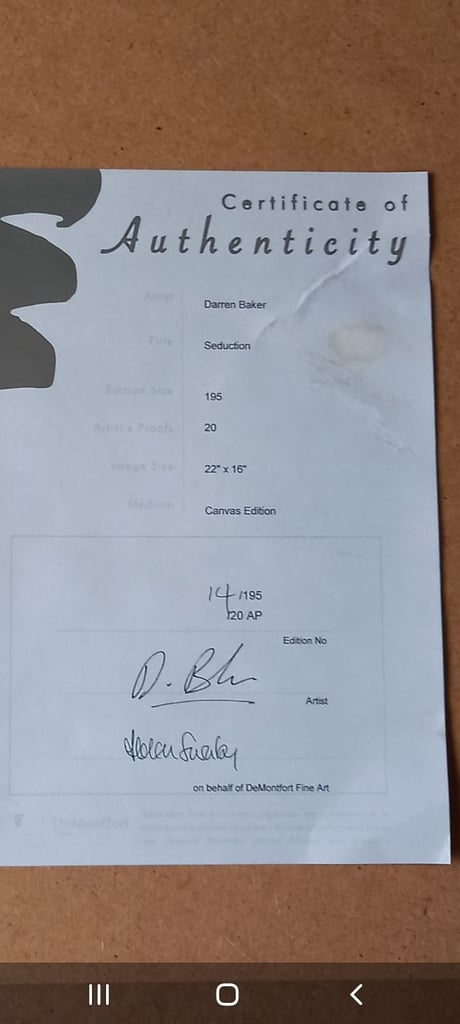 Certificate of
Authenticity
Artist Darren Baker
Title Seduction
Edition Size 195
Artist's Proofs 20
Image Size 22" x 16"
Medium Canvas Edition
14 /195
/20 AP
Edition No
D. B
Artist
Helen
on behalf of DeMontfort Fine Art
DeMontfort